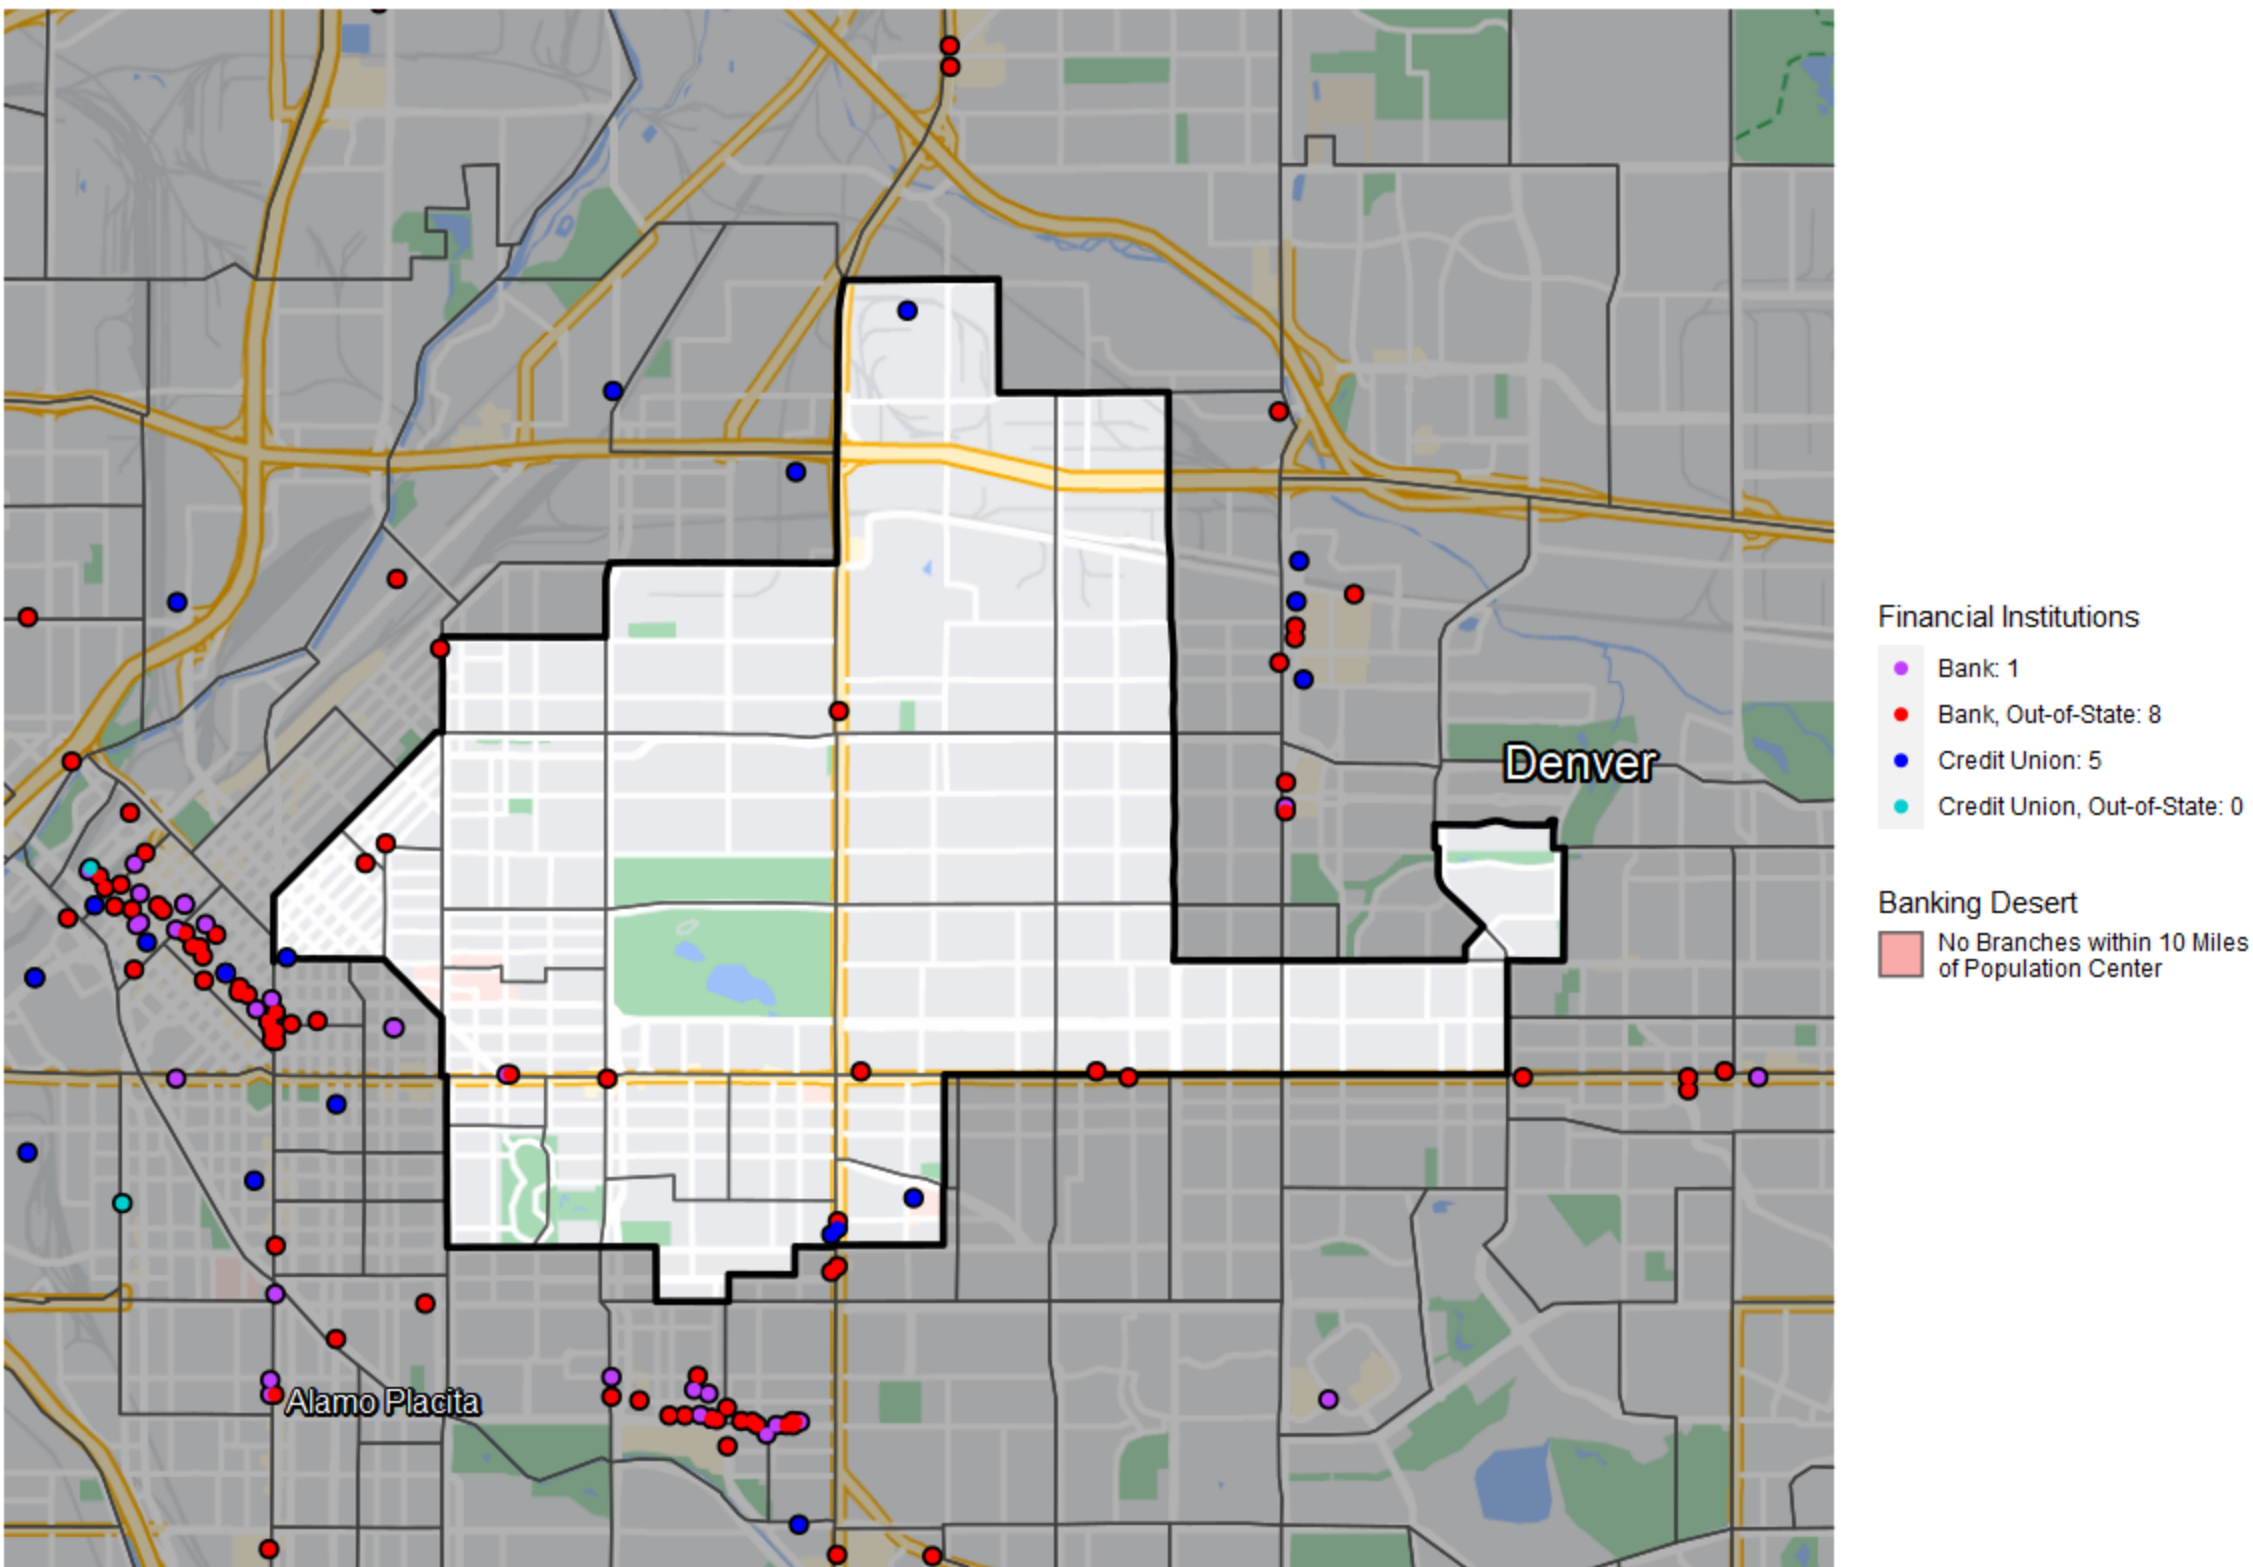 Financial Institutions
Bank: 1
Bank, Out-of-State: 8
Credit Union: 5
Denver
Credit Union, Out-of-State: 0
Banking Desert
No Branches within 10 Miles
of Population Center
Alamo Placita